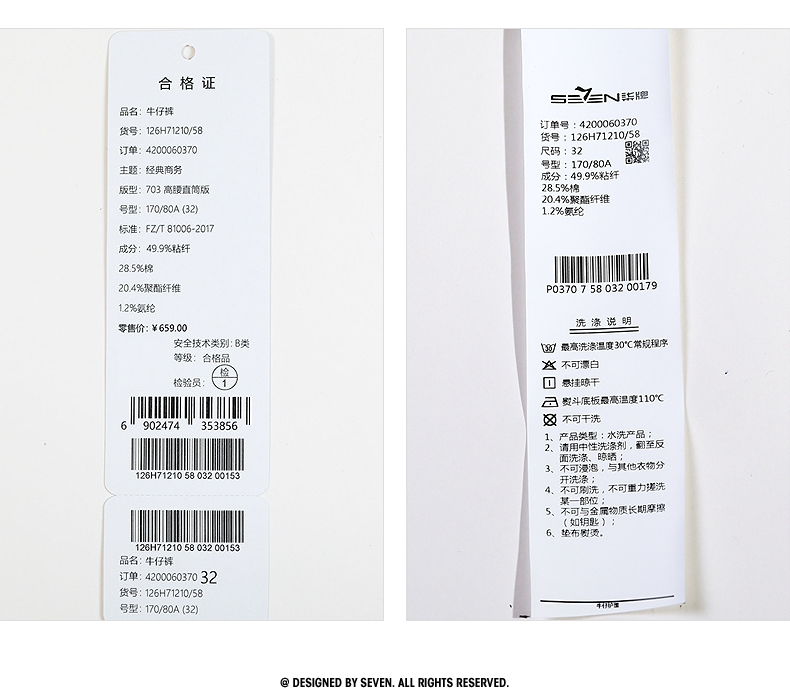 合格证
品名：牛仔裤
货号：126H71210/58
订单：4200060370
主题：经典商务
版型：703 高腰直筒版
号型：170/80A (32)
标准：FZ/T 81006-2017
成分：49.9%粘纤
28.5%棉
20.4%聚酯纤维
1.2%氨纶
零售价：￥659.00
安全技术类别：B类
等级：合格品
检验员：检 1
6 902474 353856
126H71210 58 032 00153
126H71210 58 032 00153
品名：牛仔裤
订单：4200060370 32
货号：126H71210/58
号型：170/80A (32)
SEVEN柒牌
订单号：4200060370
货号：126H71210/58
尺码：32
号型：170/80A
成分：49.9%粘纤
28.5%棉
20.4%聚酯纤维
1.2%氨纶
P0370 7 58 032 00179
洗涤说明
30 最高洗涤温度30℃常规程序
不可漂白
悬挂晾干
熨斗底板最高温度110℃
不可干洗
1、产品类型：水洗产品；
2、请用中性洗涤剂，翻至反
面洗涤、晾晒；
3、不可浸泡，与其他衣物分
开洗涤；
4、不可刷洗，不可重力搓洗
某一部位；
5、不可与金属物质长期摩擦
（如钥匙）；
6、垫布熨烫。
@ DESIGNED BY SEVEN. ALL RIGHTS RESERVED.